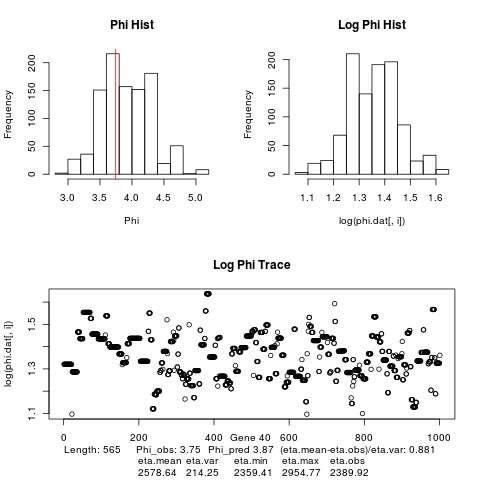 Phi Hist
Log Phi Hist
Frequency
0 50 100 150 200
3.0 3.5 4.0 4.5 5.0
Phi
Frequency
0 50 100 150 200
1.1 1.2 1.3 1.4 1.5 1.6
log(phi.dat[, i])
Log Phi Trace
log(phi.dat[, i])
1.1 1.3 1.5
0 200 400 600 800 1000
Gene 40
Length: 565 Phi_obs: 3.75 Phi_pred 3.87 (eta.mean-eta.obs)/eta.var: 0.881
eta.mean eta.var eta.min eta.max eta.obs
2578.64 214.25 2359.41 2954.77 2389.92